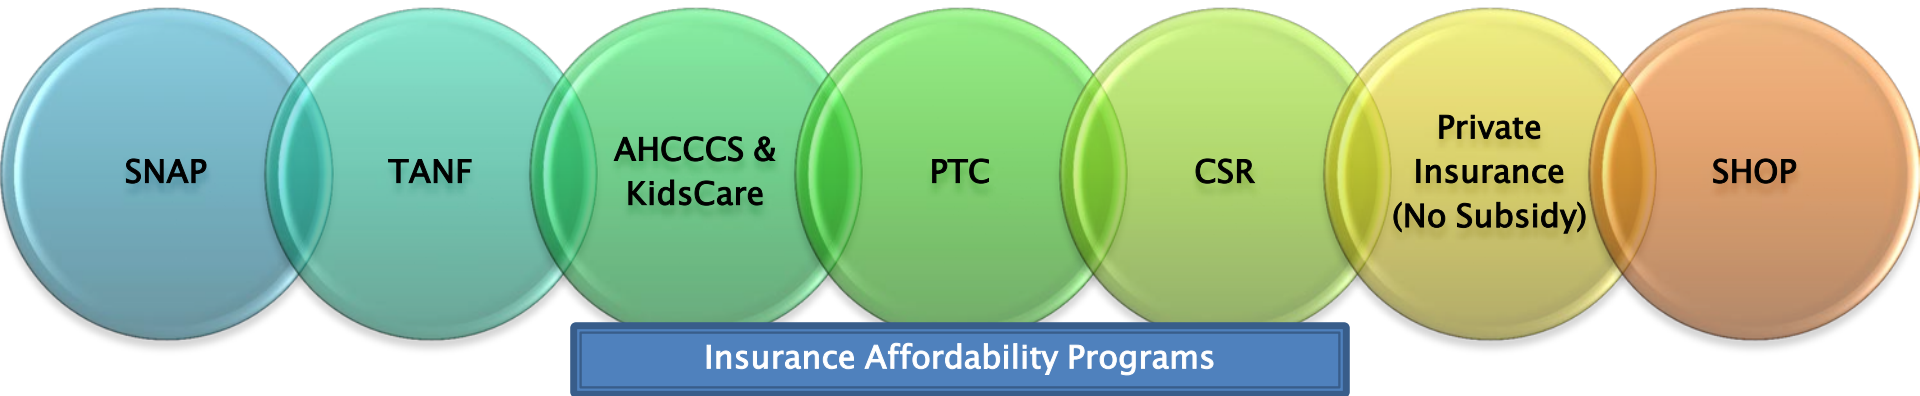 SNAP
TANF
AHCCCS &
KidsCare
PTC
CSR
Private
Insurance
(No Subsidy)
SHOP
Insurance Affordability Programs